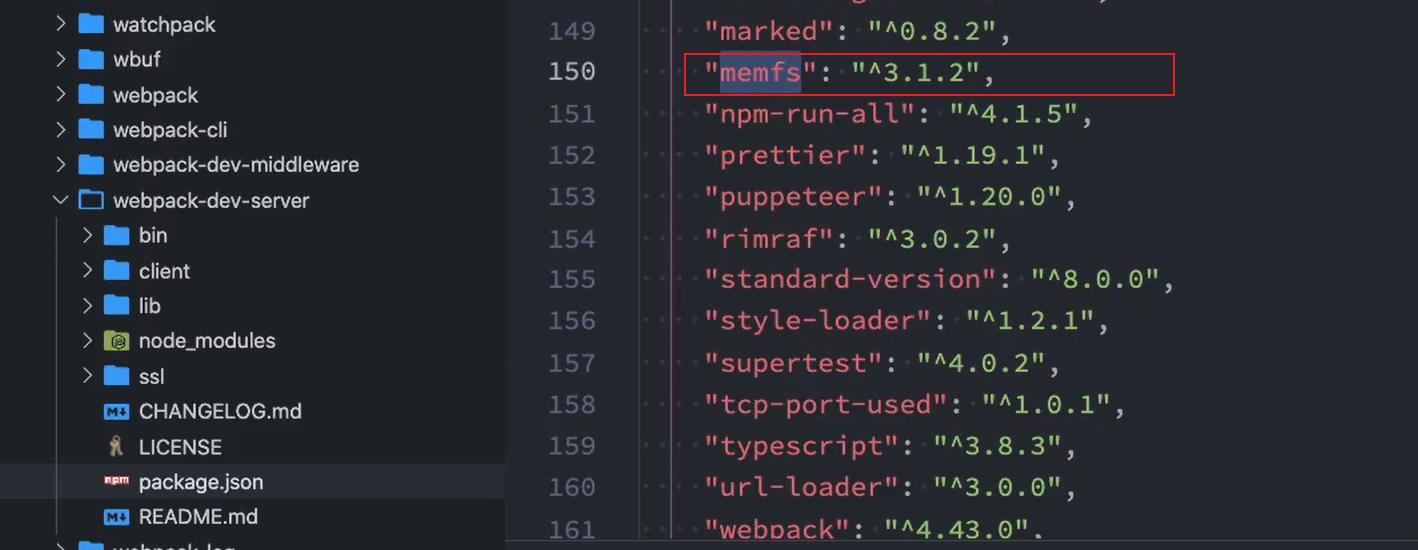 watchpack
wbuf
webpack
webpack-cli
webpack-dev-middleware
webpack-dev-server
bin
client
lib
node_modules
ssl
CHANGELOG.md
LICENSE
package.json
README.md
149 "marked": "^0.8.2",
150 "memfs": "^3.1.2",
151 "npm-run-all": "^4.1.5",
152 "prettier": "^1.19.1",
153 "puppeteer": "^1.20.0",
154 "rimraf": "^3.0.2",
155 "standard-version": "^8.0.0",
156 "style-loader": "^1.2.1",
157 "supertest": "^4.0.2",
158 "tcp-port-used": "^1.0.1",
159 "typescript": "^3.8.3",
160 "url-loader": "^3.0.0",
161 "webpack": "^4.43.0",